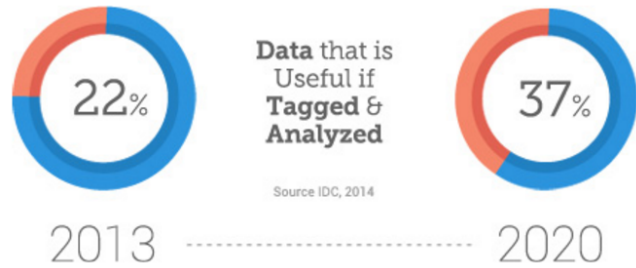 22%
Data that is
Useful if
Tagged &
Analyzed
Source IDC, 2014
37%
2013
2020